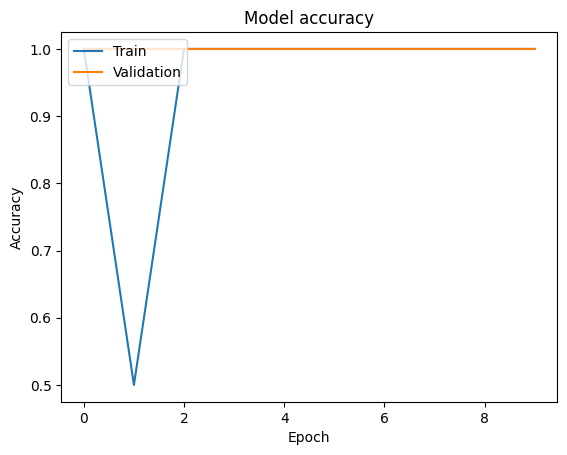 Model accuracy
Train
Validation
Accuracy
1.0
0.9
0.8
0.7
0.6
0.5
0 2 4 6 8
Epoch